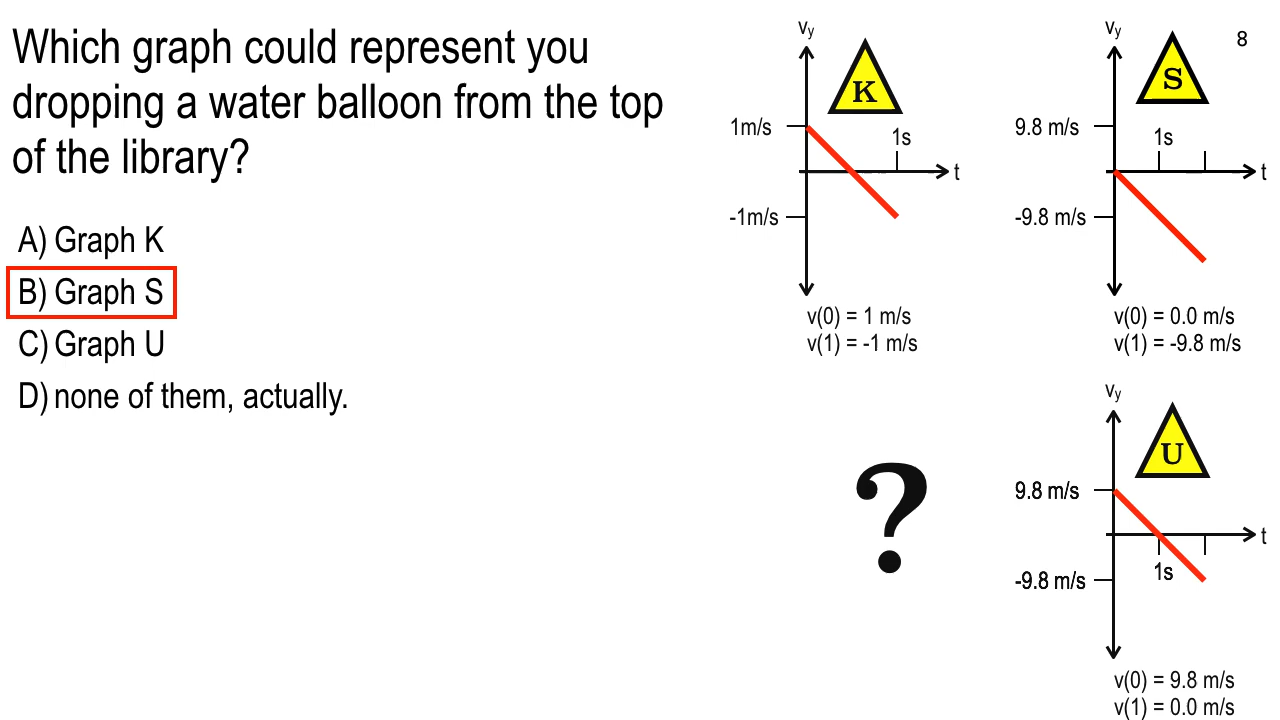 Which graph could represent you
dropping a water balloon from the top
of the library?
A) Graph K
B) Graph S
C) Graph U
D) none of them, actually.
vy
K
1m/s
1s
t
-1m/s
v(0) = 1 m/s
v(1) = -1 m/s
8
vy
S
9.8 m/s
1s
t
-9.8 m/s
v(0) = 0.0 m/s
v(1) = -9.8 m/s
?
vy
U
9.8 m/s
t
-9.8 m/s
1s
v(0) = 9.8 m/s
v(1) = 0.0 m/s